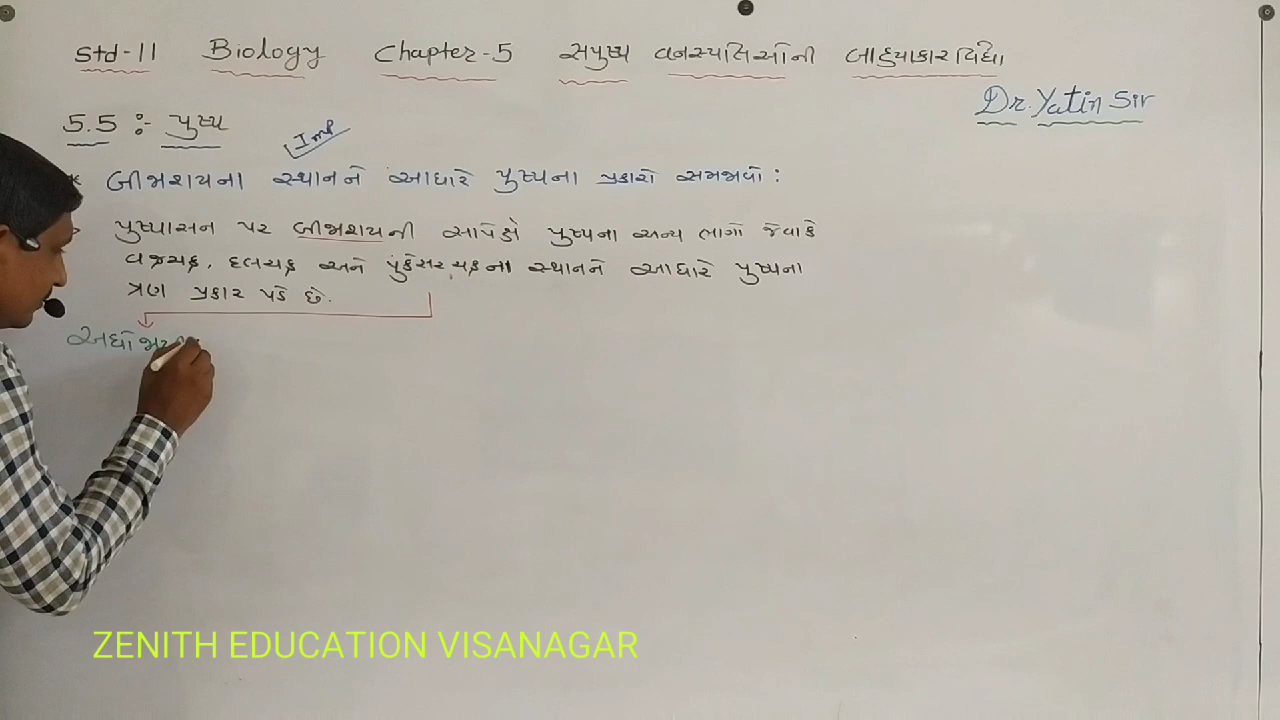 Std-11 Biology Chapter-5 સપુષ્પ વનસ્પતિઓની બાહ્યાકારવિદ્યા
Dr. Yatin Sir
5.5 :- પુષ્પ
Imp
* બીજાશયના સ્થાનને આધારે પુષ્પના પ્રકારો સમજાવો :
પુષ્પાસન પર બીજાશયની સાપેક્ષે પુષ્પના અન્ય ભાગો જેવા કે
વજ્રચક્ર, દલચક્ર અને પુંકેસરચક્રના સ્થાનને આધારે પુષ્પના
ત્રણ પ્રકાર પડે છે.
ZENITH EDUCATION VISANAGAR